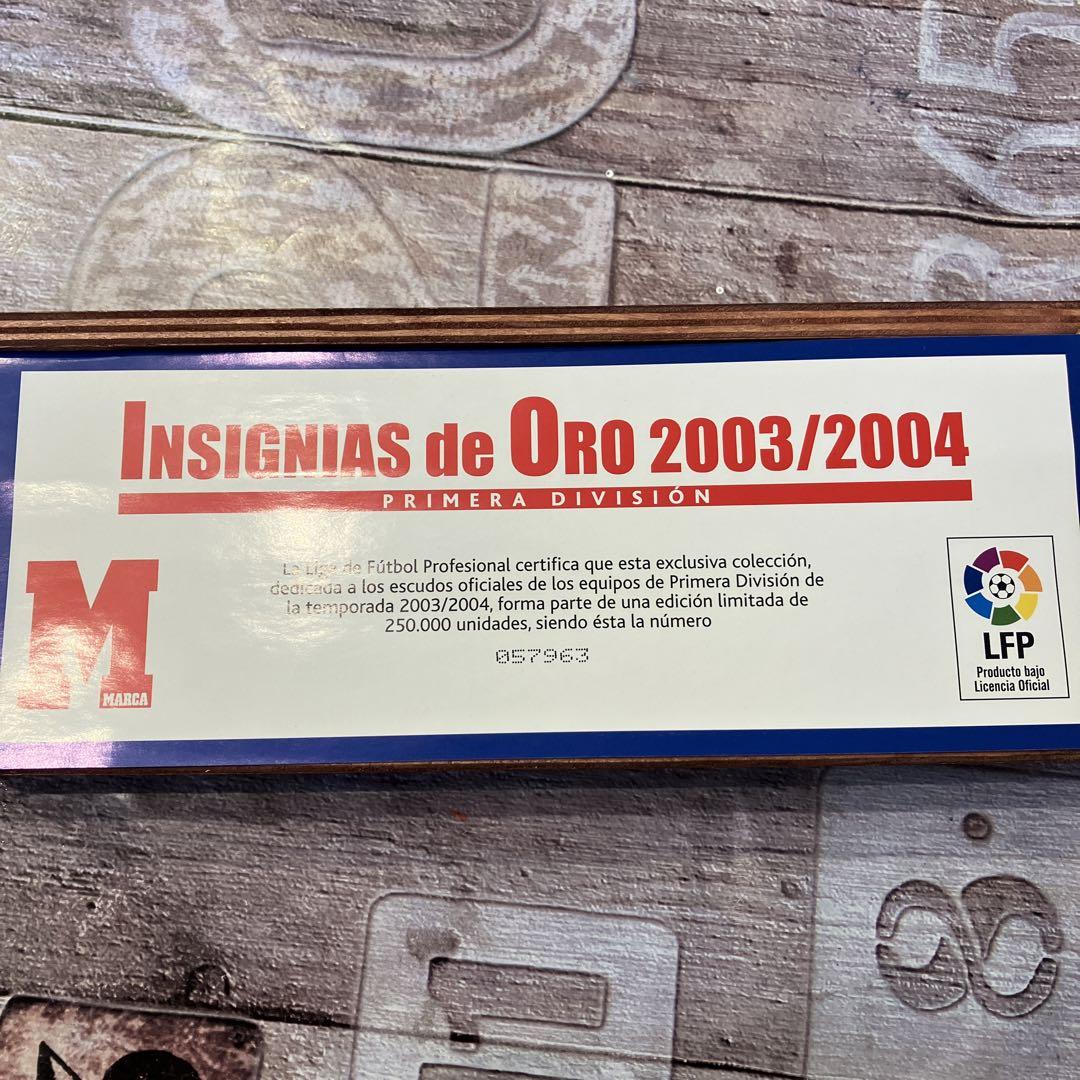 INSIGNIAS de ORO 2003/2004
PRIMERA DIVISIÓN
La Liga de Fútbol Profesional certifica que esta exclusiva colección,
dedicada a los escudos oficiales de los equipos de Primera División de
la temporada 2003/2004, forma parte de una edición limitada de
250.000 unidades, siendo ésta la número
057963
M
MARCA
LFP
Producto bajo
Licencia Oficial